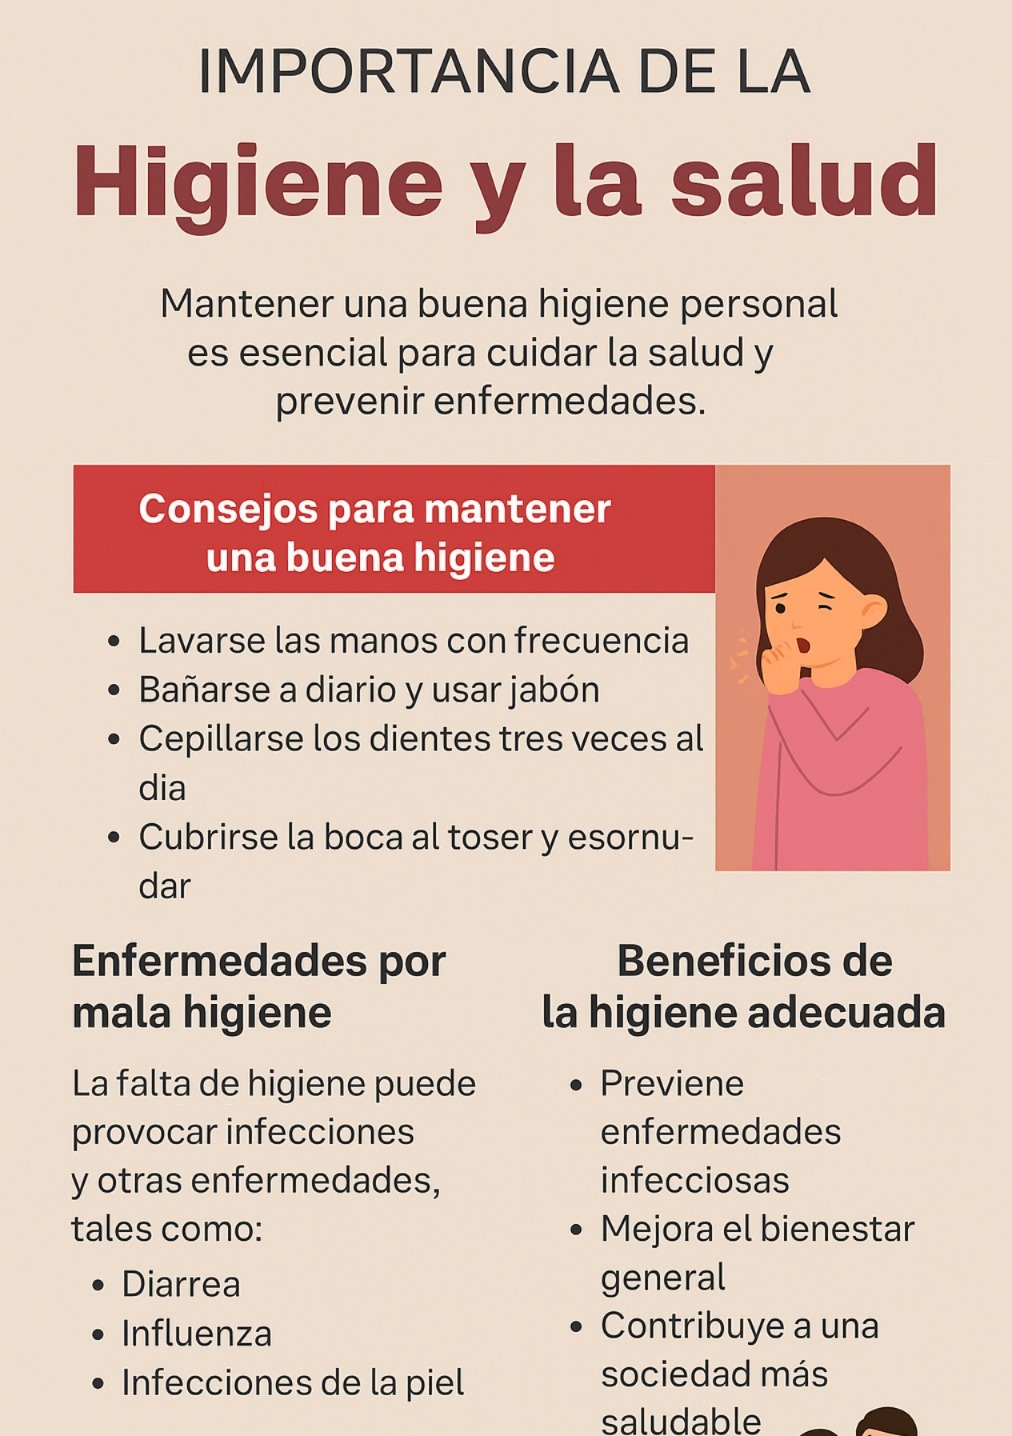 IMPORTANCIA DE LA
Higiene y la salud
Mantener una buena higiene personal
es esencial para cuidar la salud y
prevenir enfermedades.
Consejos para mantener
una buena higiene
• Lavarse las manos con frecuencia
• Bañarse a diario y usar jabón
• Cepillarse los dientes tres veces al
dia
• Cubrirse la boca al toser y esornu-
dar
Enfermedades por
mala higiene
La falta de higiene puede
provocar infecciones
y otras enfermedades,
tales como:
• Diarrea
• Influenza
• Infecciones de la piel
Beneficios de
la higiene adecuada
• Previene
enfermedades
infecciosas
• Mejora el bienestar
general
• Contribuye a una
sociedad más
saludable